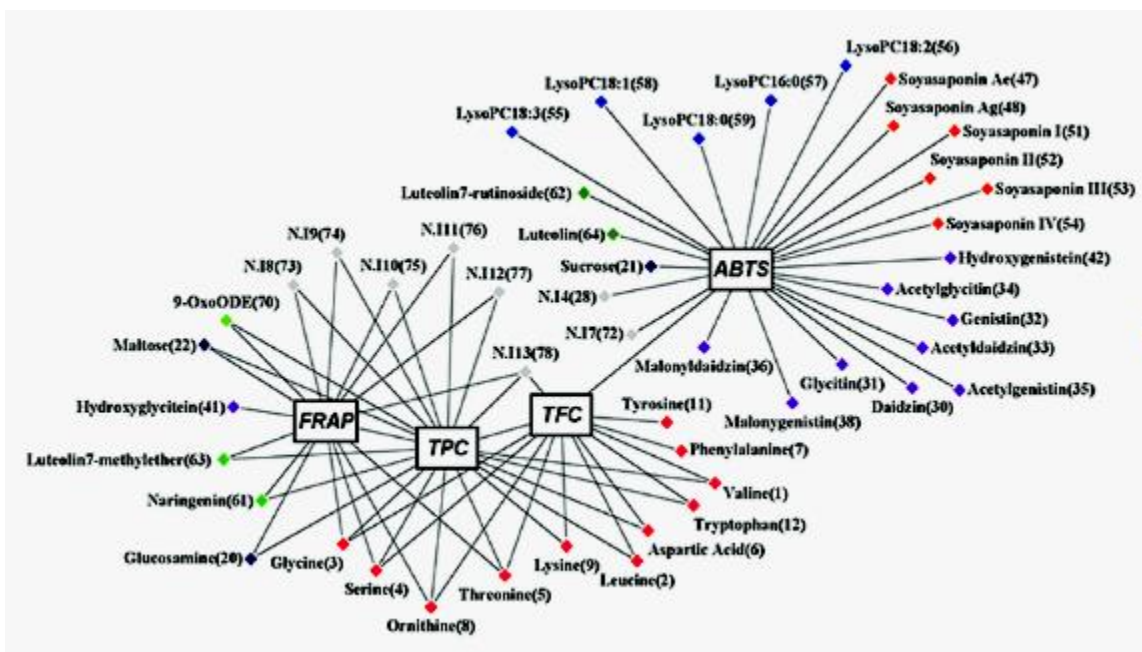 LysoPC18:2(56)
Soyasaponin Ae(47)
LysoPC18:1(58)
LysoPC16:0(57)
Soyasaponin Ag(48)
LysoPC18:3(55)
LysoPC18:0(59)
Soyasaponin I(51)
Soyasaponin II(52)
Luteolin7-rutinoside(62)
Soyasaponin III(53)
Luteolin(64)
Soyasaponin IV(54)
N.I9(74)
N.I11(76)
Hydroxygenistein(42)
N.I8(73)
N.I10(75)
N.I12(77)
Sucrose(21)
ABTS
Acetylglycitin(34)
9-OxoODE(70)
N.I4(28)
Genistin(32)
Maltose(22)
N.I7(72)
Acetyldaidzin(33)
N.I13(78)
Malonyldaidzin(36)
Glycitin(31)
Acetylgenistin(35)
Daidzin(30)
Hydroxyglycitein(41)
FRAP
TFC
Tyrosine(11)
Malonygenistin(38)
TPC
Phenylalanine(7)
Luteolin7-methylether(63)
Valine(1)
Naringenin(61)
Tryptophan(12)
Aspartic Acid(6)
Glucosamine(20)
Glycine(3)
Lysine(9)
Leucine(2)
Serine(4)
Threonine(5)
Ornithine(8)